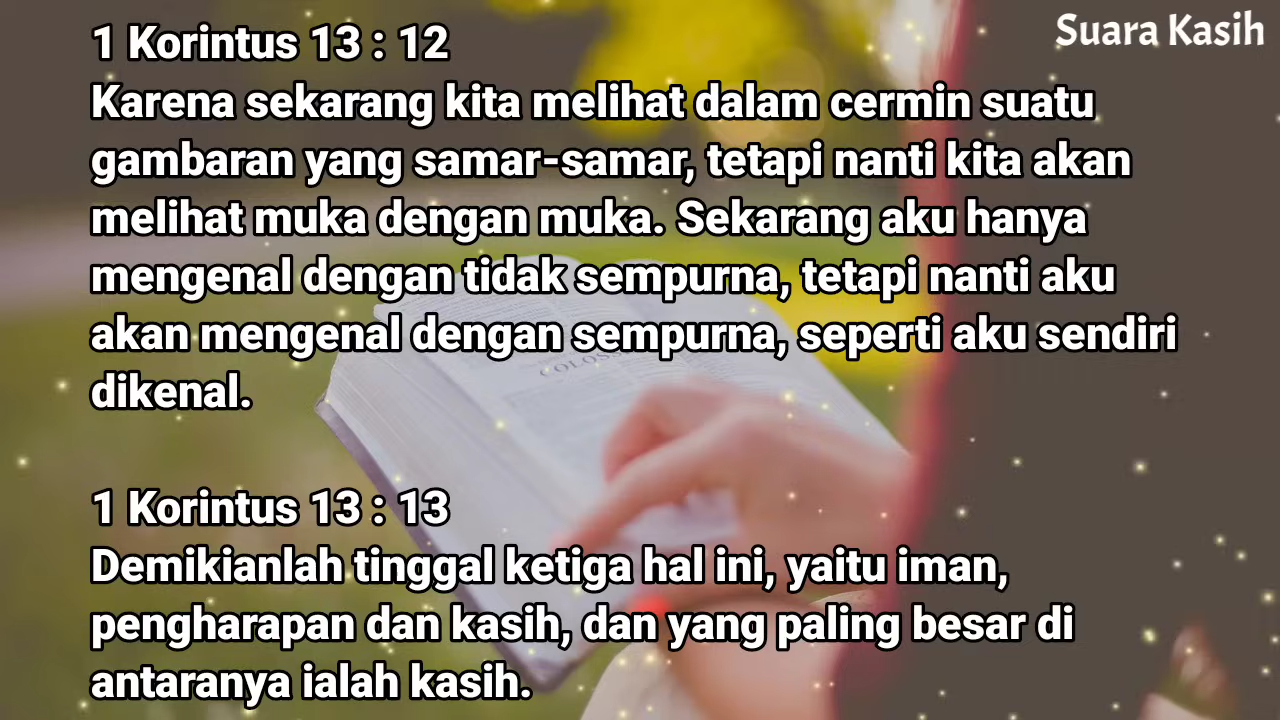 Suara Kasih
1 Korintus 13 : 12
Karena sekarang kita melihat dalam cermin suatu
gambaran yang samar-samar, tetapi nanti kita akan
melihat muka dengan muka. Sekarang aku hanya
mengenal dengan tidak sempurna, tetapi nanti aku
akan mengenal dengan sempurna, seperti aku sendiri
dikenal.
1 Korintus 13 : 13
Demikianlah tinggal ketiga hal ini, yaitu iman,
pengharapan dan kasih, dan yang paling besar di
antaranya ialah kasih.